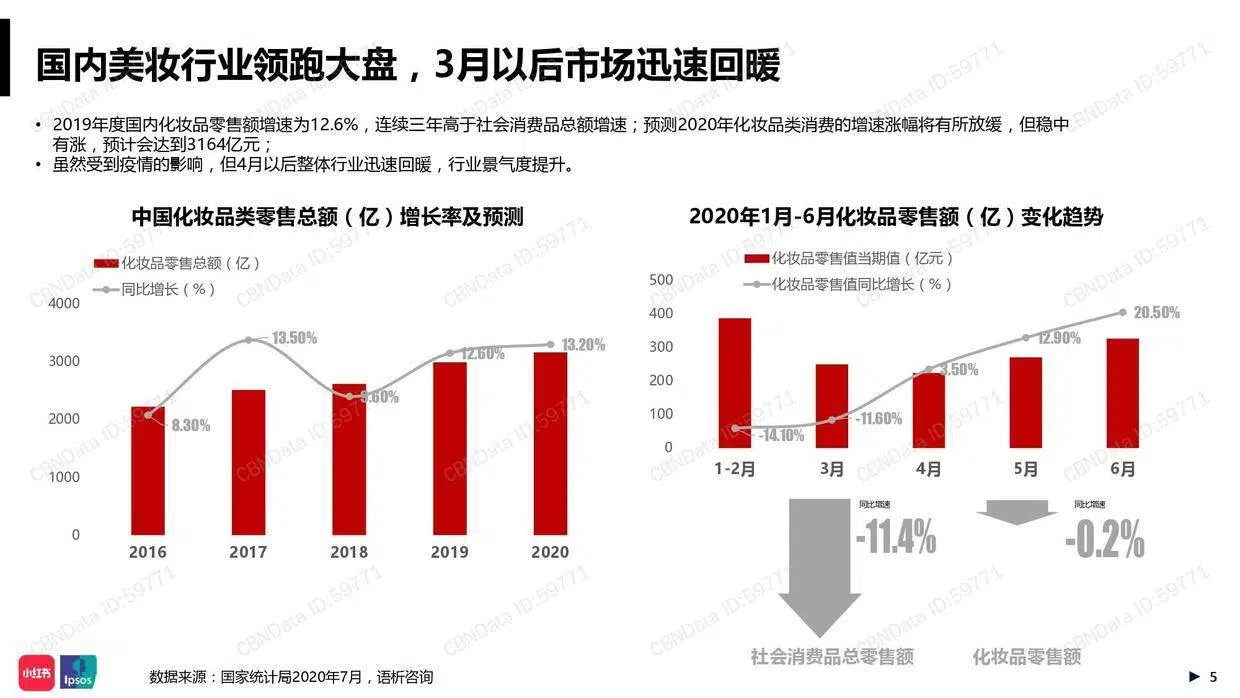 国内美妆行业领跑大盘，3月以后市场迅速回暖
• 2019年度国内化妆品零售额增速为12.6%，连续三年高于社会消费品总额增速；预测2020年化妆品类消费的增速涨幅将有所放缓，但稳中
有涨，预计会达到3164亿元；
• 虽然受到疫情的影响，但4月以后整体行业迅速回暖，行业景气度提升。
中国化妆品类零售总额（亿）增长率及预测
化妆品零售总额（亿）
同比增长（%）
4000
3000
2000
1000
0
8.30%
13.50%
9.60%
12.60%
13.20%
2016 2017 2018 2019 2020
2020年1月-6月化妆品零售额（亿）变化趋势
化妆品零售值当期值（亿元）
化妆品零售值同比增长（%）
500
400
300
200
100
0
-14.10%
-11.60%
3.50%
12.90%
20.50%
1-2月 3月 4月 5月 6月
同比增速
-11.4%
社会消费品总零售额
同比增速
-0.2%
化妆品零售额
小红书
Ipsos
数据来源：国家统计局2020年7月，语析咨询
▶ 5
CBNData ID:59771